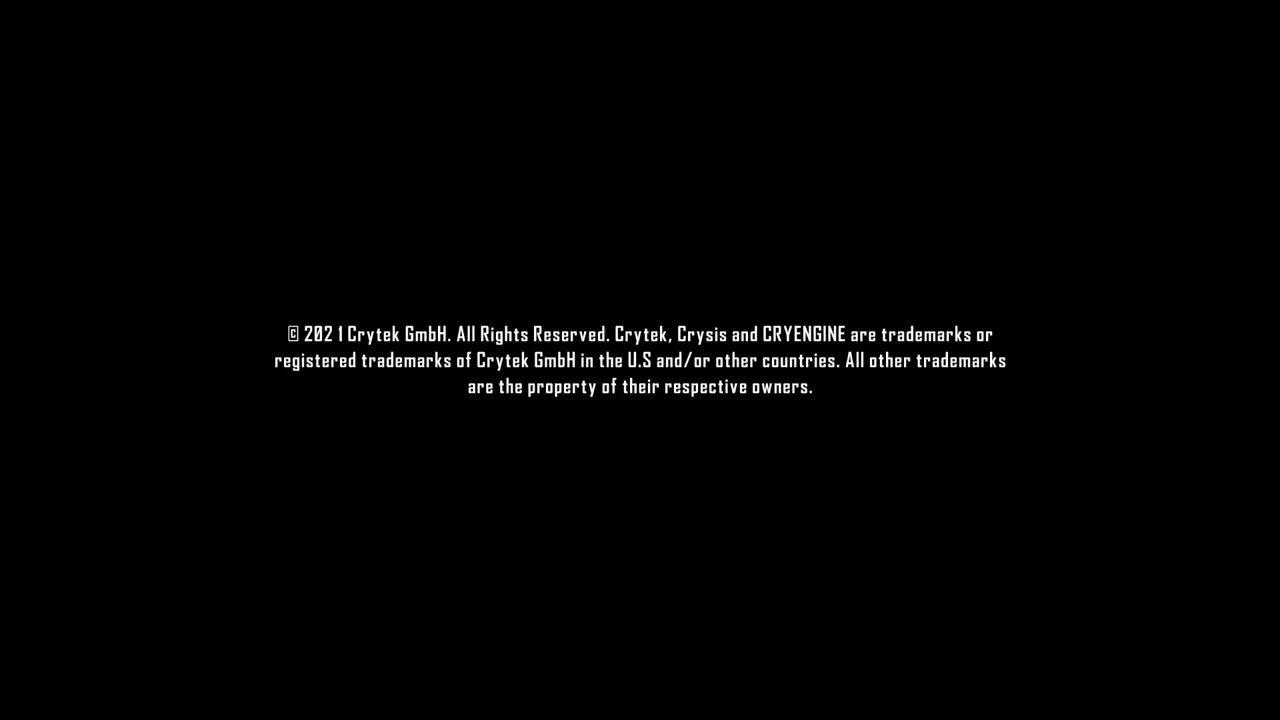 © 2021 Crytek GmbH. All Rights Reserved. Crytek, Crysis and CRYENGINE are trademarks or
registered trademarks of Crytek GmbH in the U.S and/or other countries. All other trademarks
are the property of their respective owners.